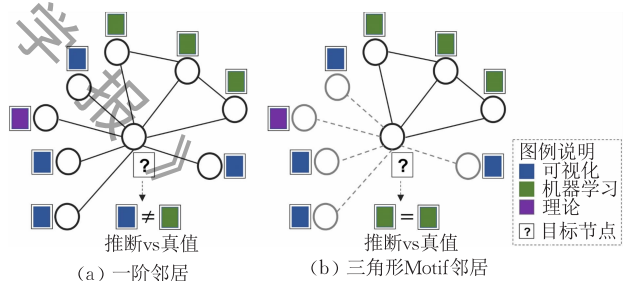 学报》
?
≠
推断vs真值
(a) 一阶邻居
?
=
推断vs真值
(b) 三角形Motif邻居
图例说明
可视化
机器学习
理论
? 目标节点